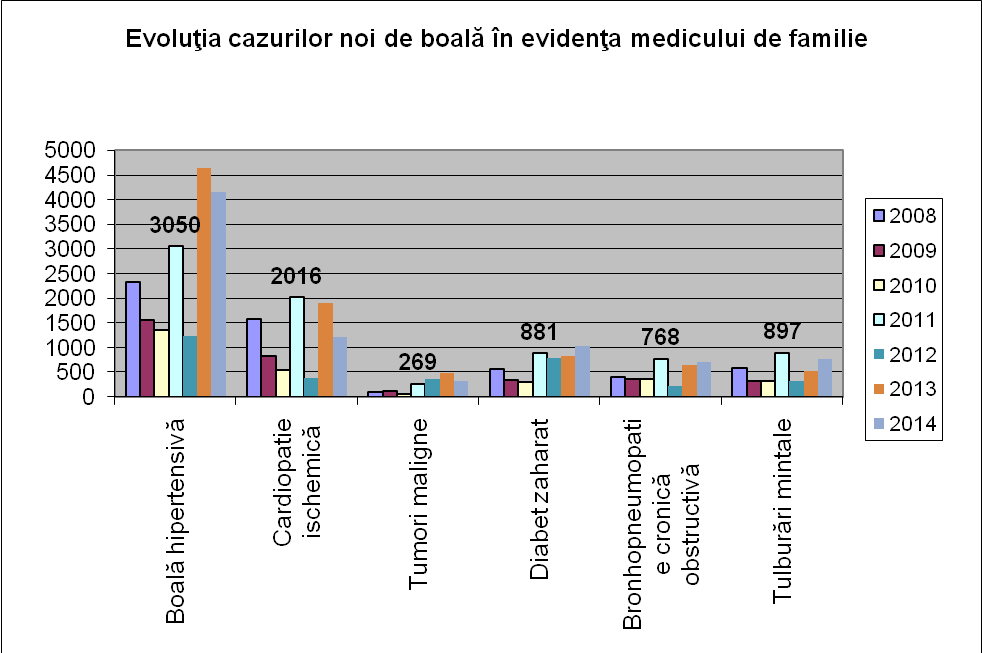 Evoluţia cazurilor noi de boală în evidenţa medicului de familie
5000
4500
4000
3500
3000
2500
2000
1500
1000
500
0
3050
2016
269
881
768
897
Boală hipertensivă
Cardiopatie
ischemică
Tumori maligne
Diabet zaharat
Bronhopneumopati
e cronică
obstructivă
Tulburări mintale
2008
2009
2010
2011
2012
2013
2014